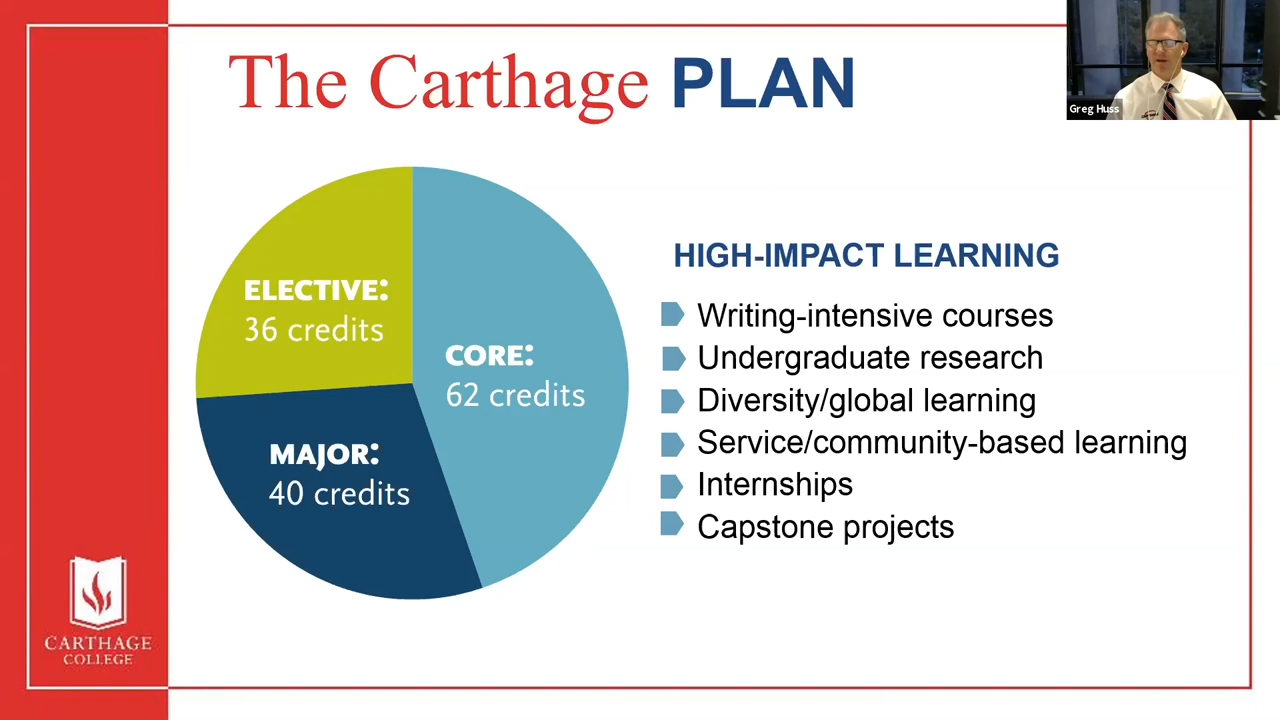 The Carthage PLAN
Greg Huss
ELECTIVE:
36 credits
CORE:
62 credits
MAJOR:
40 credits
HIGH-IMPACT LEARNING
Writing-intensive courses
Undergraduate research
Diversity/global learning
Service/community-based learning
Internships
Capstone projects
CARTHAGE
COLLEGE